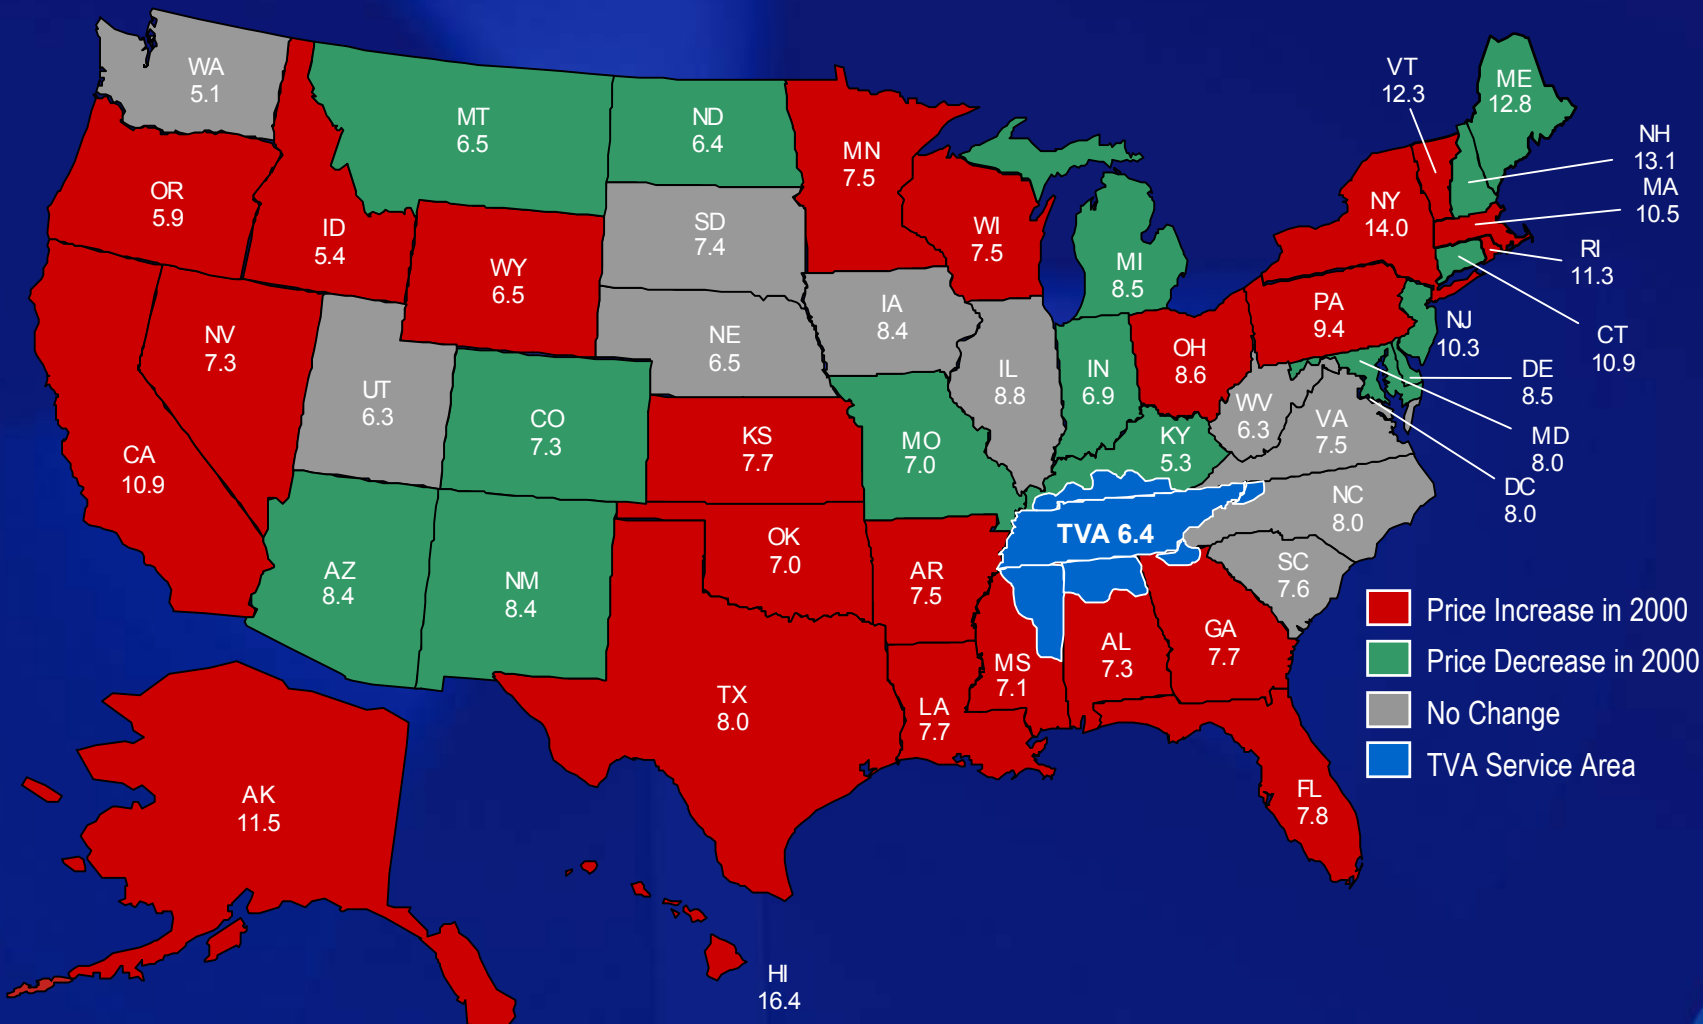 WA
5.1
MT
6.5
ND
6.4
MN
7.5
VT
12.3
ME
12.8
NH
13.1
MA
10.5
OR
5.9
ID
5.4
WY
6.5
SD
7.4
WI
7.5
MI
8.5
NY
14.0
RI
11.3
CT
10.9
NV
7.3
UT
6.3
NE
6.5
IA
8.4
IL
8.8
IN
6.9
OH
8.6
PA
9.4
NJ
10.3
DE
8.5
MD
8.0
DC
8.0
CA
10.9
CO
7.3
KS
7.7
MO
7.0
KY
5.3
WV
6.3
VA
7.5
NC
8.0
TVA 6.4
SC
7.6
AZ
8.4
NM
8.4
OK
7.0
AR
7.5
TX
8.0
LA
7.7
MS
7.1
AL
7.3
GA
7.7
FL
7.8
AK
11.5
HI
16.4
Price Increase in 2000
Price Decrease in 2000
No Change
TVA Service Area